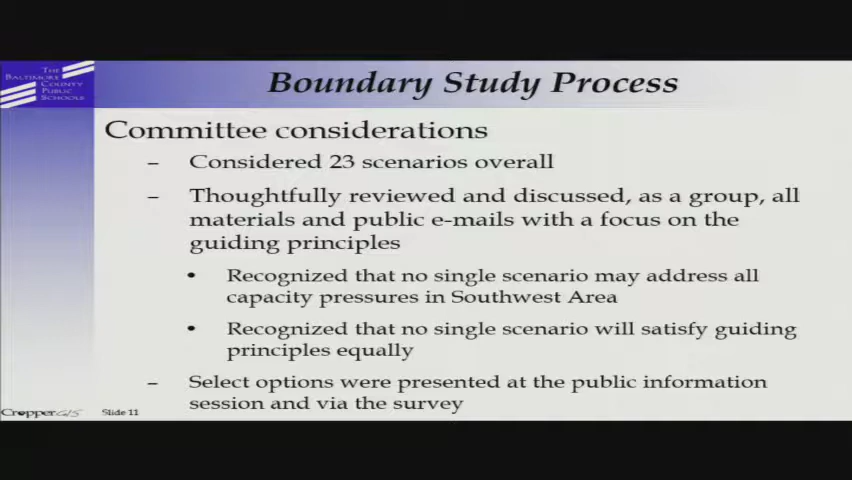 THE
BALTIMORE
COUNTY
PUBLIC
SCHOOLS
Boundary Study Process
Committee considerations
– Considered 23 scenarios overall
– Thoughtfully reviewed and discussed, as a group, all
materials and public e-mails with a focus on the
guiding principles
• Recognized that no single scenario may address all
capacity pressures in Southwest Area
• Recognized that no single scenario will satisfy guiding
principles equally
– Select options were presented at the public information
session and via the survey
CropperGIS Slide 11